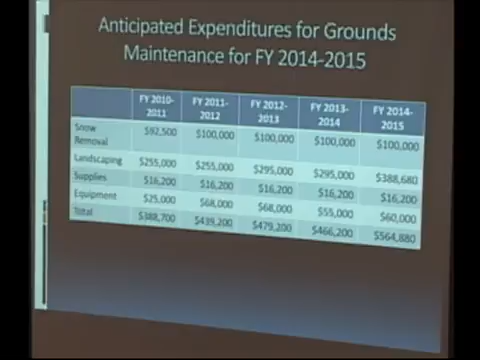 Anticipated Expenditures for Grounds
Maintenance for FY 2014-2015
FY 2010-2011 FY 2011-2012 FY 2012-2013 FY 2013-2014 FY 2014-2015
Snow Removal $92,500 $100,000 $100,000 $100,000 $100,000
Landscaping $255,000 $255,000 $295,000 $295,000 $388,680
Supplies $16,200 $16,200 $16,200 $16,200 $16,200
Equipment $25,000 $68,000 $68,000 $55,000 $60,000
Total $388,700 $439,200 $479,200 $466,200 $564,880